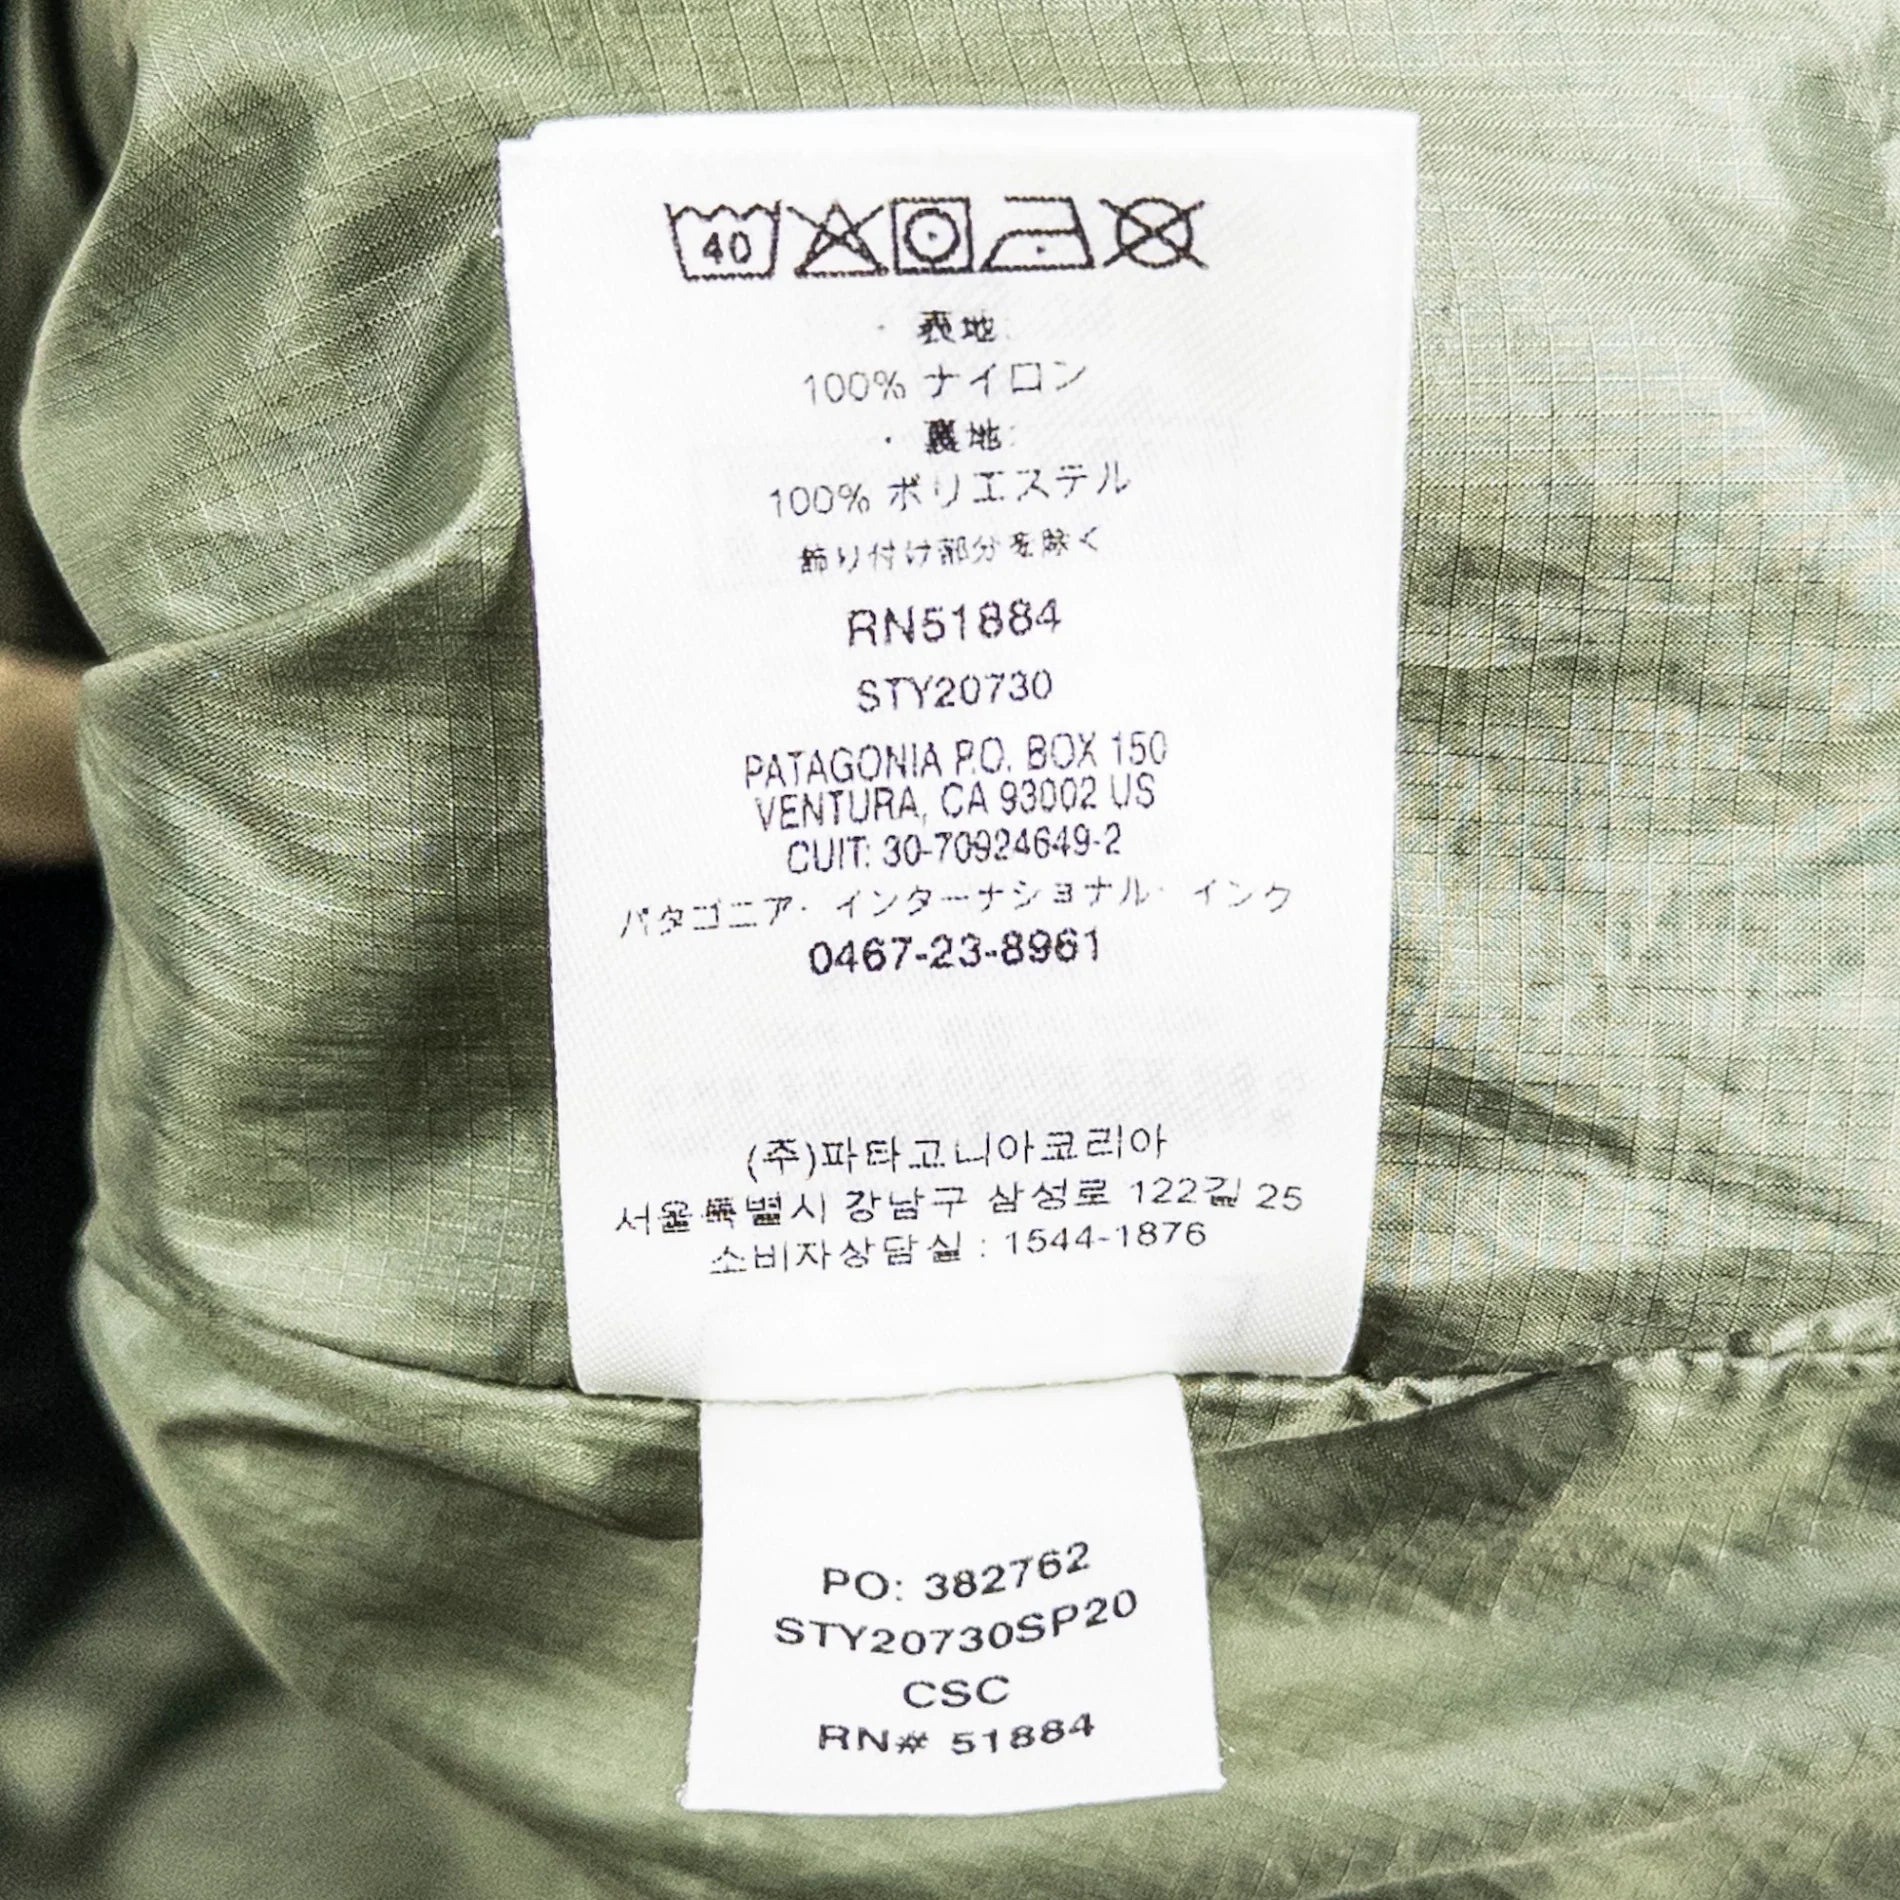 40
・表地:
100% ナイロン
・裏地:
100% ポリエステル
飾り付け部分を除く
RN51884
STY20730
PATAGONIA P.O. BOX 150
VENTURA, CA 93002 US
CUIT: 30-70924649-2
パタゴニア・インターナショナル・インク
0467-23-8961
(주)파타고니아코리아
서울특별시 강남구 삼성로 122길 25
소비자상담실 : 1544-1876
PO: 382762
STY20730SP20
CSC
RN# 51884